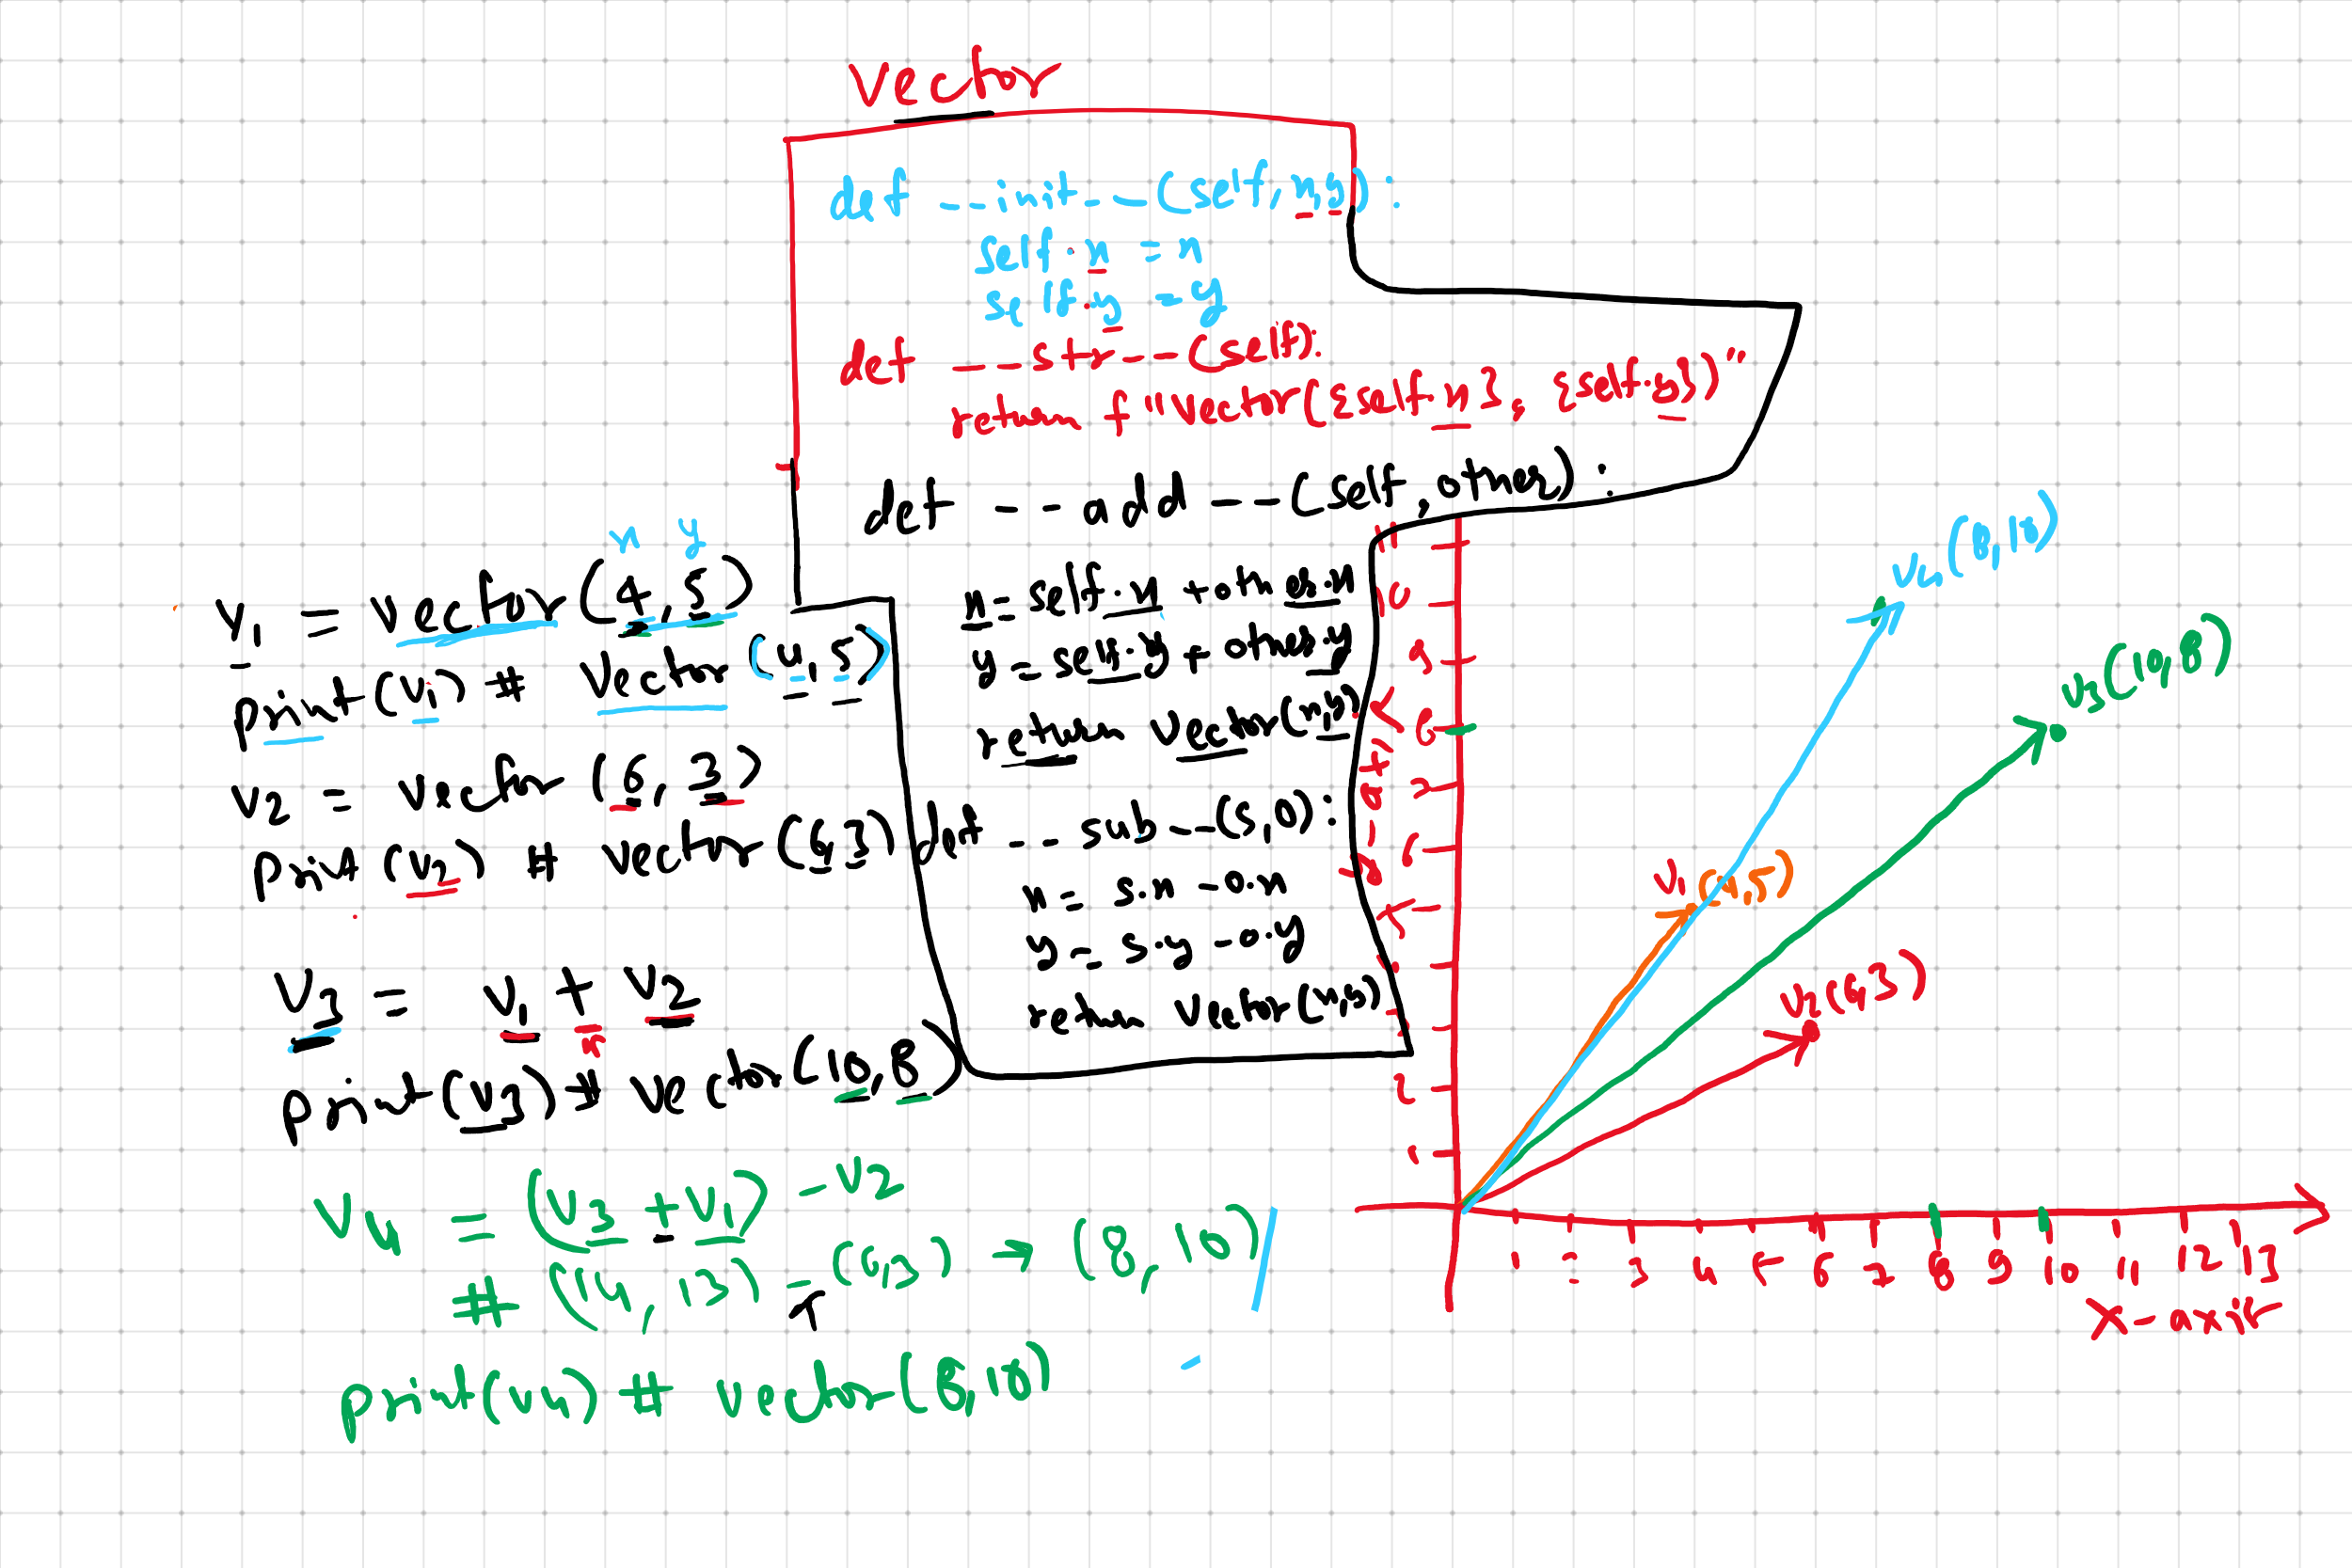 Vector
def __init__(self, x, y):
self.x = x
self.y = y
def __str__(self):
return f"Vector({self.x}, {self.y})"
def __add__(self, other):
x = self.x + other.x
y = self.y + other.y
return Vector(x,y)
def __sub__(s,o):
x = s.x - o.x
y = s.y - o.y
return Vector(x,y)
x y
V1 = Vector(4,5)
print(V1) # Vector(4,5)
V2 = Vector(6,3)
print(V2) # Vector(6,3)
V3 = V1 + V2
print(V3) # Vector(10,8)
V4 = (V3 + V1) - V2
# (14,13) - (6,3) → (8,10)
print(V4) # Vector(8,10)
V4(8,10)
V3(10,8)
V1(4,5)
V2(6,3)
11
10
9
8
7
6
5
2
1
y-axis
1 2 3 4 5 6 7 8 9 10 11 12 13
X-axis